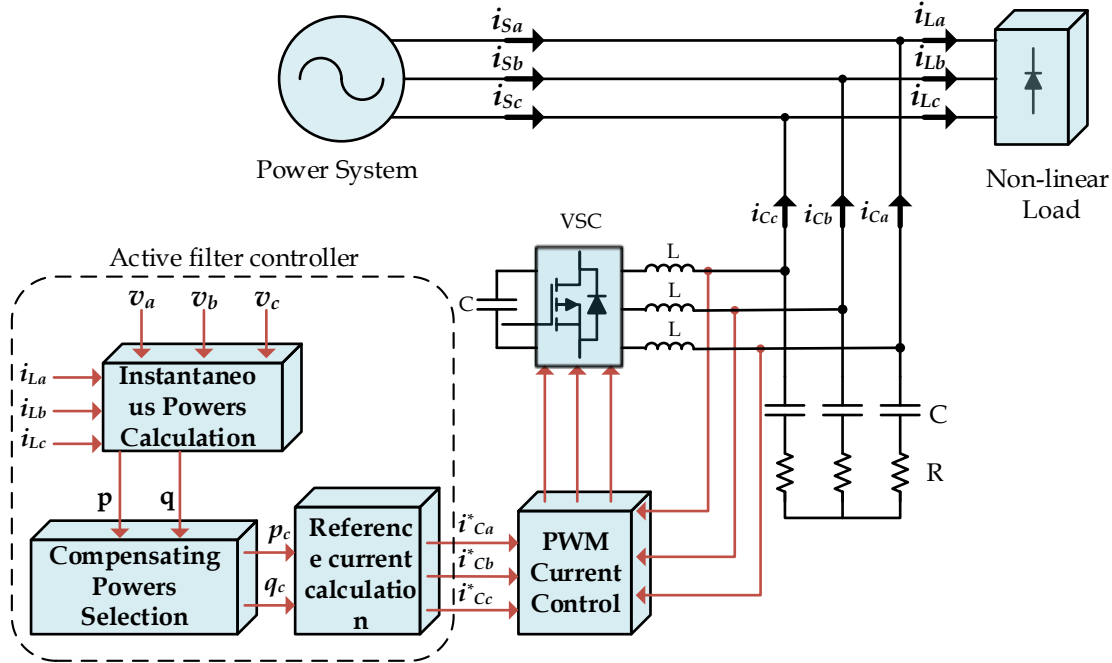 i_Sa
i_Sb
i_Sc
i_La
i_Lb
i_Lc
Power System
Non-linear
Load
i_Cc
i_Cb
i_Ca
VSC
L
L
L
C
C
R
Active filter controller
v_a
v_b
v_c
i_La
i_Lb
i_Lc
Instantaneo
us Powers
Calculation
p
q
Compensating
Powers
Selection
p_c
q_c
Referenc
e current
calculatio
n
i*_Ca
i*_Cb
i*_Cc
PWM
Current
Control